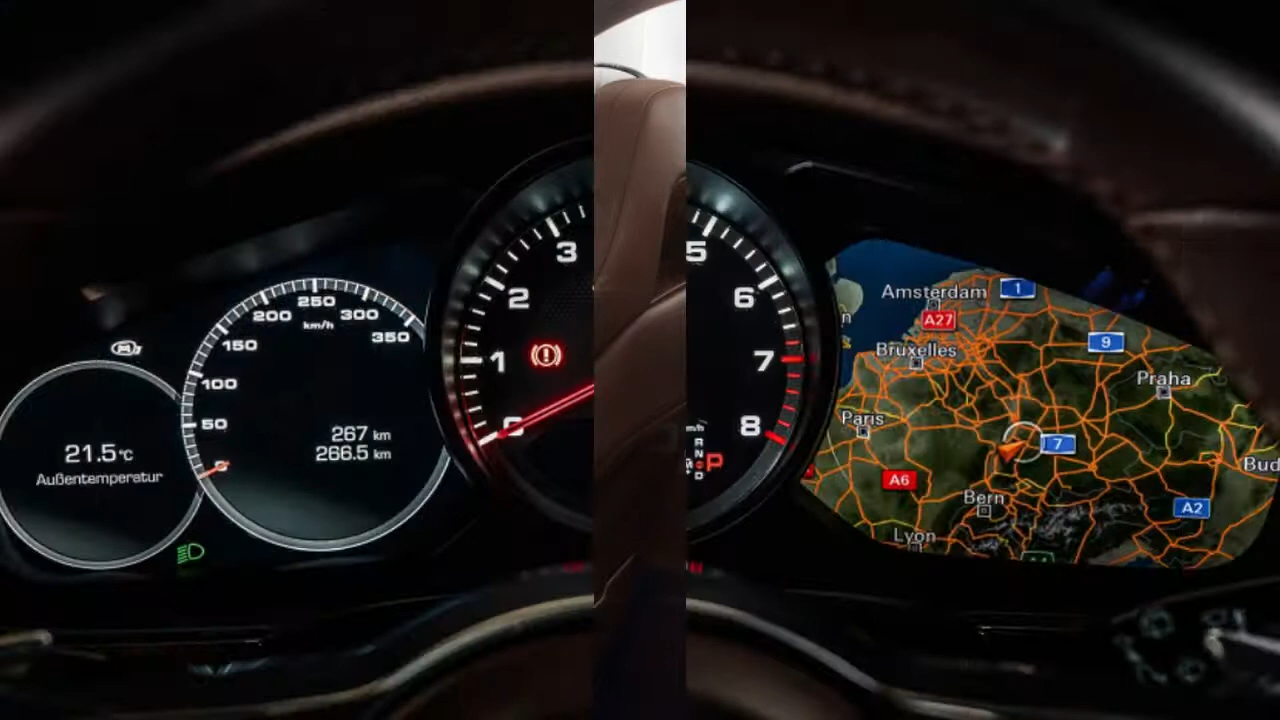 21.5°C
Außentemperatur
0
50
100
150
200
250
300
350
km/h
267 km
266.5 km
0
1
2
3
5
6
7
8
m/h
R
N
D
P
Amsterdam
1
A27
9
Bruxelles
Praha
Paris
7
A6
Bud
Bern
A2
Lyon